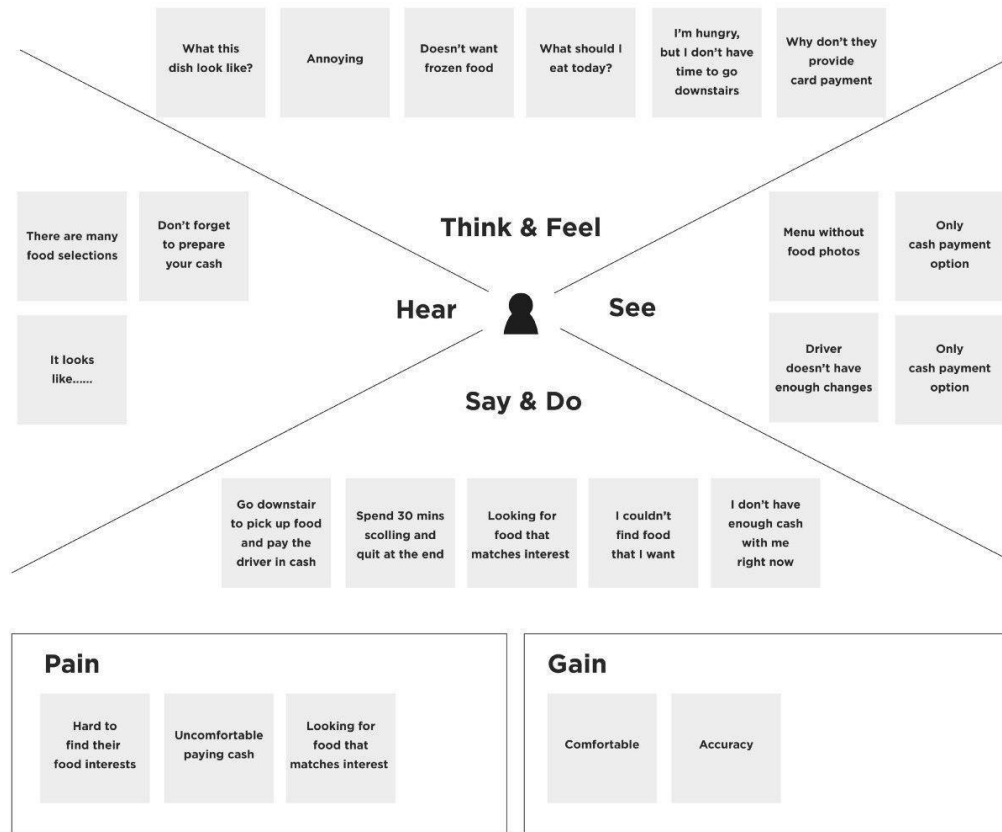 What this
dish look like?
Annoying
Doesn't want
frozen food
What should I
eat today?
I'm hungry,
but I don't have
time to go
downstairs
Why don't they
provide
card payment
Think & Feel
There are many
food selections
Don't forget
to prepare
your cash
It looks
like......
Hear
See
Menu without
food photos
Only
cash payment
option
Driver
doesn't have
enough changes
Only
cash payment
option
Say & Do
Go downstair
to pick up food
and pay the
driver in cash
Spend 30 mins
scolling and
quit at the end
Looking for
food that
matches interest
I couldn't
find food
that I want
I don't have
enough cash
with me
right now
Pain
Hard to
find their
food interests
Uncomfortable
paying cash
Looking for
food that
matches interest
Gain
Comfortable
Accuracy